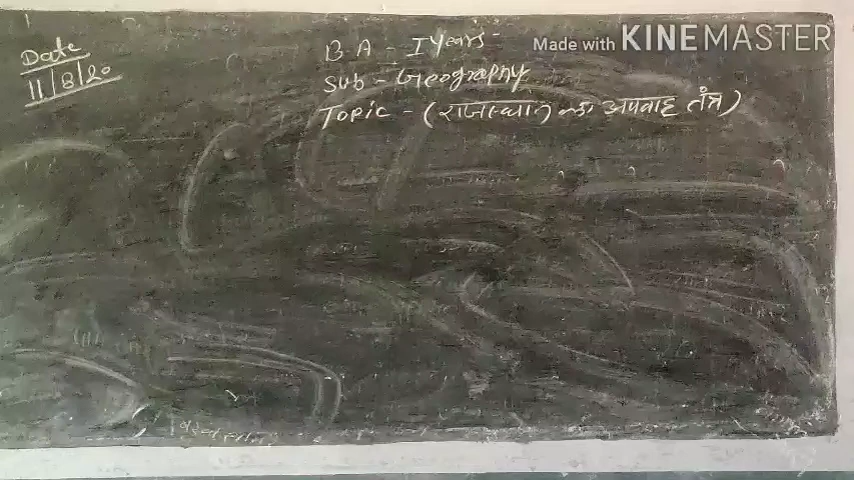 Date
11/8/20
B A - I Years
Made with KINEMASTER
Sub - Geography
Topic - (राजस्थान का अपवाह तंत्र)